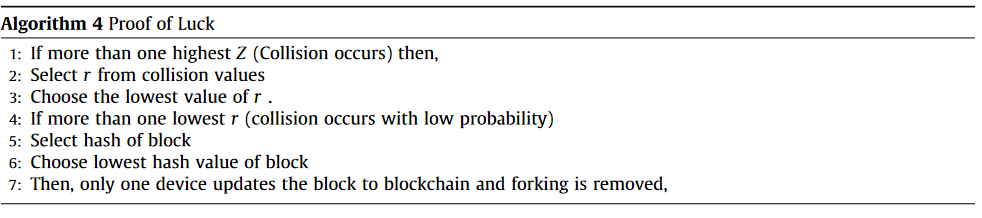 Algorithm 4 Proof of Luck
1: If more than one highest Z (Collision occurs) then,
2: Select r from collision values
3: Choose the lowest value of r .
4: If more than one lowest r (collision occurs with low probability)
5: Select hash of block
6: Choose lowest hash value of block
7: Then, only one device updates the block to blockchain and forking is removed,